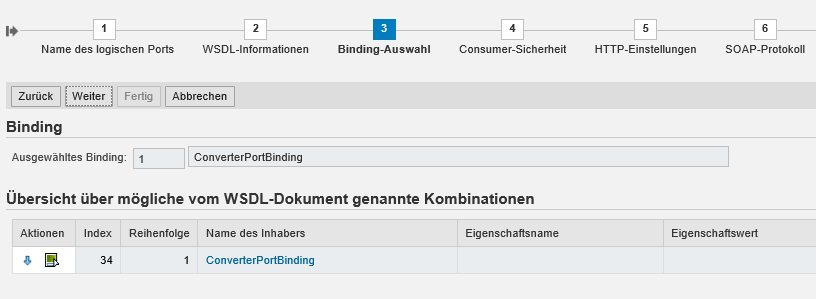 1 2 3 4 5 6
Name des logischen Ports WSDL-Informationen Binding-Auswahl Consumer-Sicherheit HTTP-Einstellungen SOAP-Protokoll
Zurück Weiter Fertig Abbrechen
Binding
Ausgewähltes Binding: 1 ConverterPortBinding
Übersicht über mögliche vom WSDL-Dokument genannte Kombinationen
Aktionen Index Reihenfolge Name des Inhabers Eigenschaftsname Eigenschaftswert
34 1 ConverterPortBinding